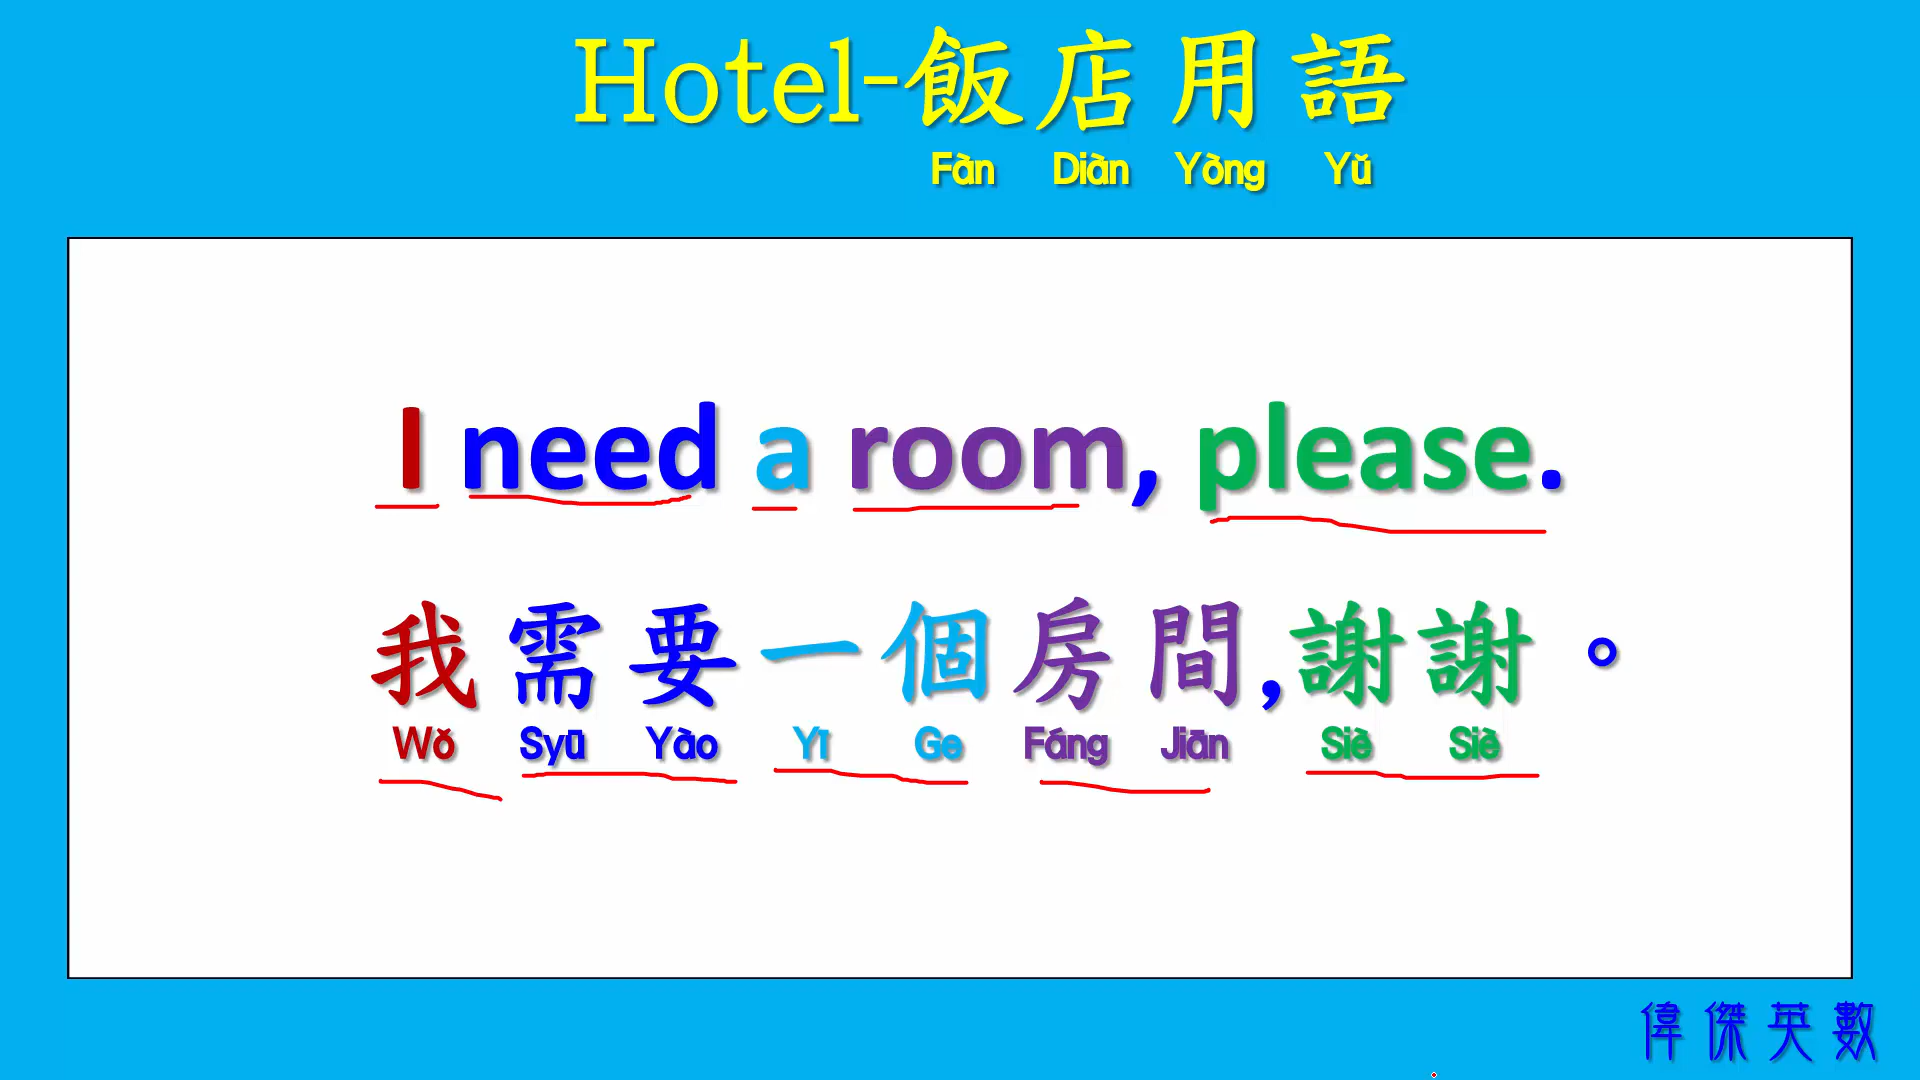 Hotel-飯店用語
Fàn Diàn Yòng Yǔ
I need a room, please.
我需要一個房間,謝謝。
Wǒ Syū Yào Yī Ge Fáng Jiān Siè Siè
偉傑英數